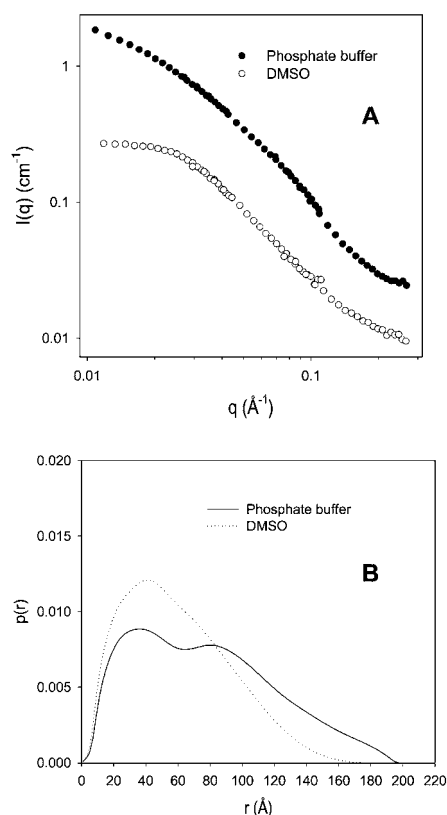 Phosphate buffer
DMSO
A
1
0.1
0.01
I(q) (cm⁻¹)
0.01
0.1
q (Å⁻¹)
0.020
Phosphate buffer
DMSO
B
0.015
0.010
0.005
0.000
p(r)
0 20 40 60 80 100 120 140 160 180 200 220
r (Å)